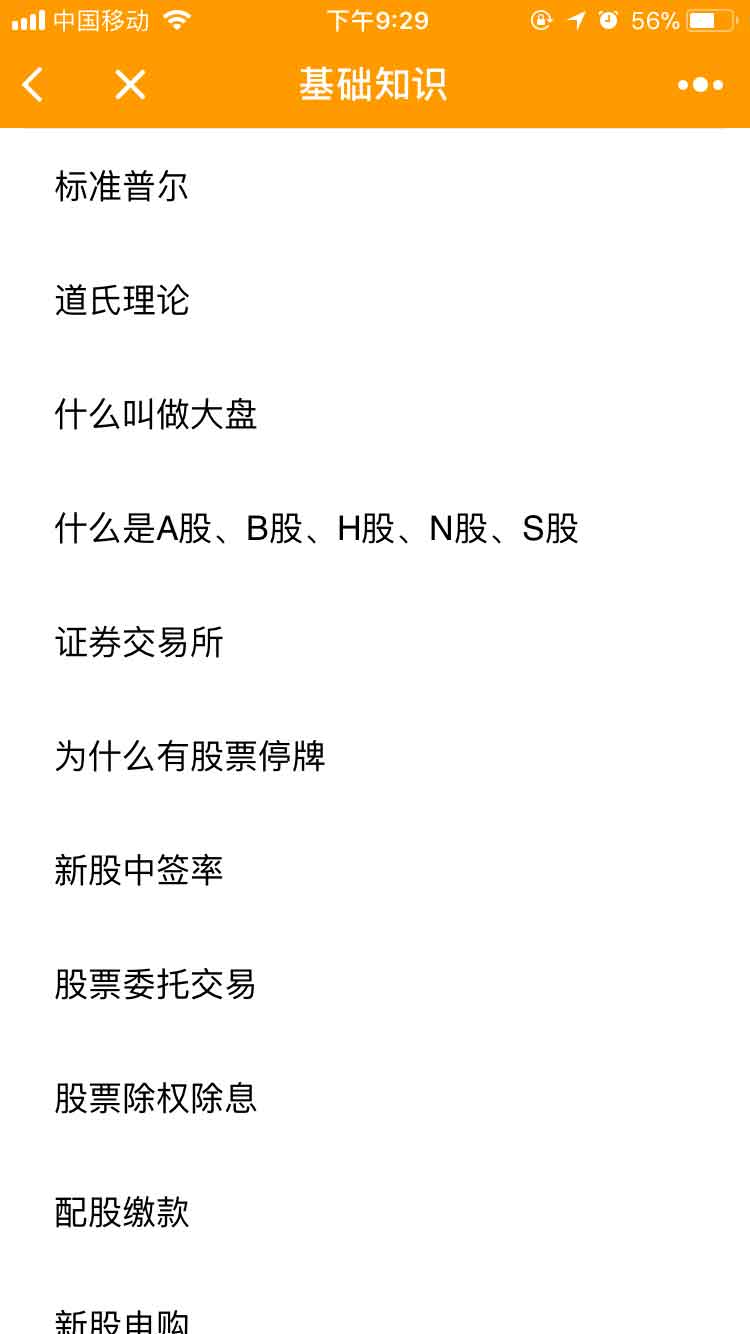 中国移动 下午9:29 56%
基础知识
标准普尔
道氏理论
什么叫做大盘
什么是A股、B股、H股、N股、S股
证券交易所
为什么有股票停牌
新股中签率
股票委托交易
股票除权除息
配股缴款
新股申购